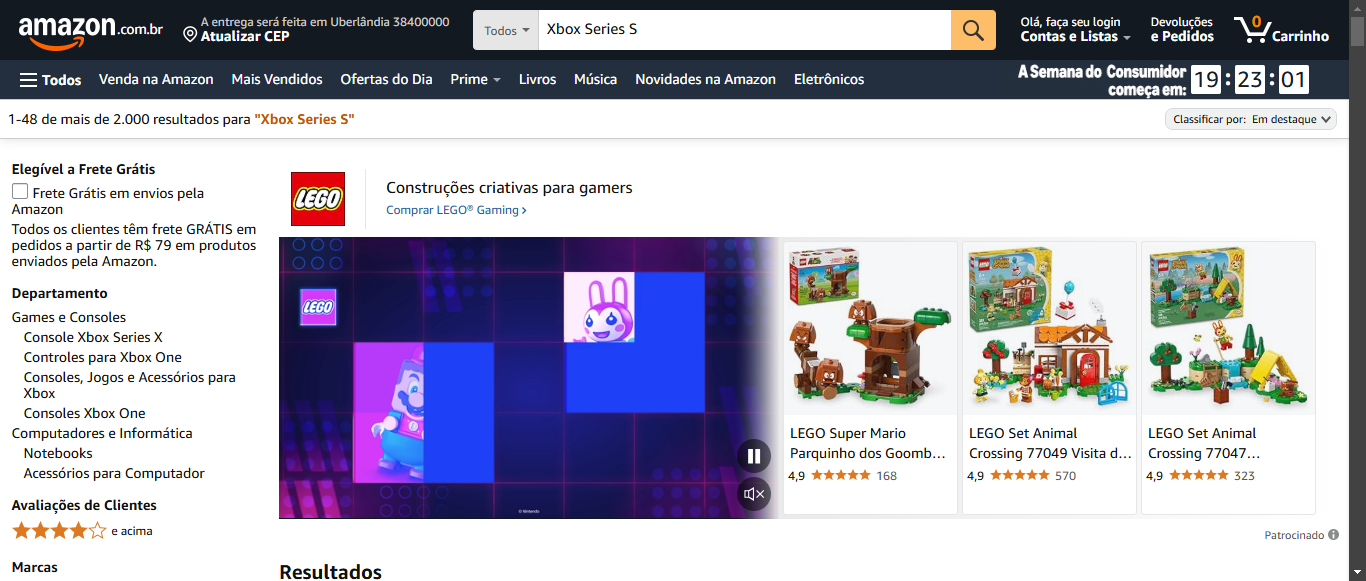 amazon.com.br
A entrega será feita em Uberlândia 38400000
Atualizar CEP
Todos
Xbox Series S
Olá, faça seu login
Contas e Listas
Devoluções
e Pedidos
0
Carrinho
Todos
Venda na Amazon
Mais Vendidos
Ofertas do Dia
Prime
Livros
Música
Novidades na Amazon
Eletrônicos
A Semana do Consumidor
começa em:
19 : 23 : 01
1-48 de mais de 2.000 resultados para "Xbox Series S"
Classificar por: Em destaque
Elegível a Frete Grátis
Frete Grátis em envios pela
Amazon
Todos os clientes têm frete GRÁTIS em
pedidos a partir de R$ 79 em produtos
enviados pela Amazon.
Departamento
Games e Consoles
Console Xbox Series X
Controles para Xbox One
Consoles, Jogos e Acessórios para
Xbox
Consoles Xbox One
Computadores e Informática
Notebooks
Acessórios para Computador
Avaliações de Clientes
e acima
Marcas
LEGO
Construções criativas para gamers
Comprar LEGO® Gaming ›
LEGO
© Nintendo
LEGO Super Mario
Parquinho dos Goomb...
4,9
168
LEGO Set Animal
Crossing 77049 Visita d...
4,9
570
LEGO Set Animal
Crossing 77047...
4,9
323
Patrocinado
Resultados